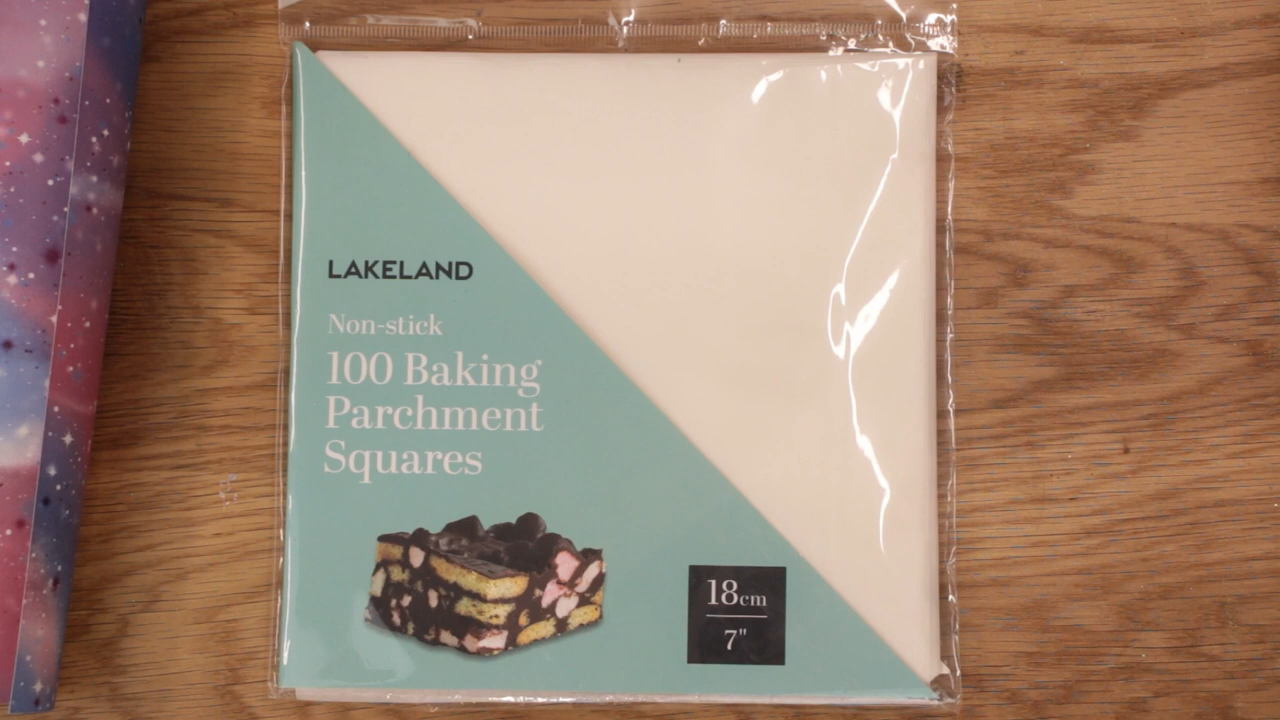 LAKELAND
Non-stick
100 Baking
Parchment
Squares
18cm
7"